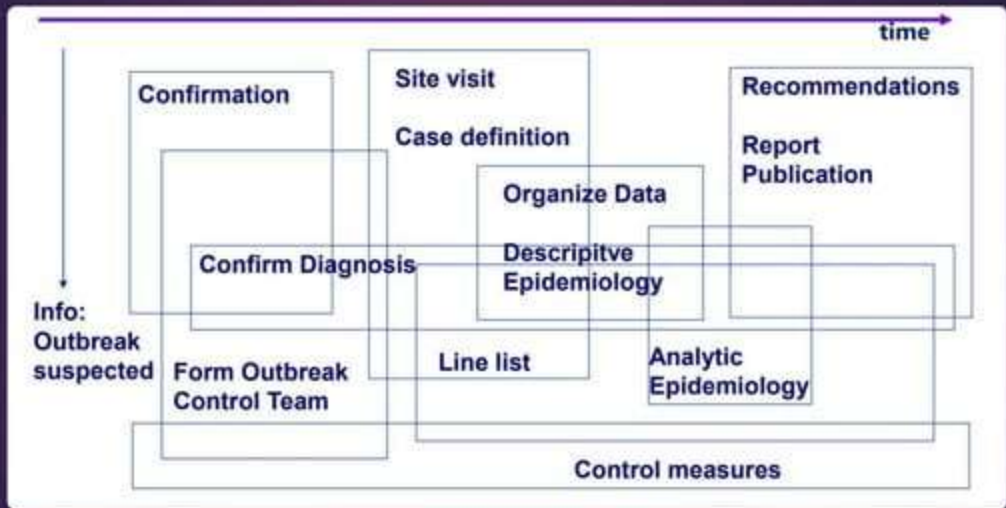 time
Confirmation
Site visit
Case definition
Recommendations
Report
Publication
Organize Data
Descripitve
Epidemiology
Confirm Diagnosis
Info:
Outbreak
suspected
Form Outbreak
Control Team
Line list
Analytic
Epidemiology
Control measures